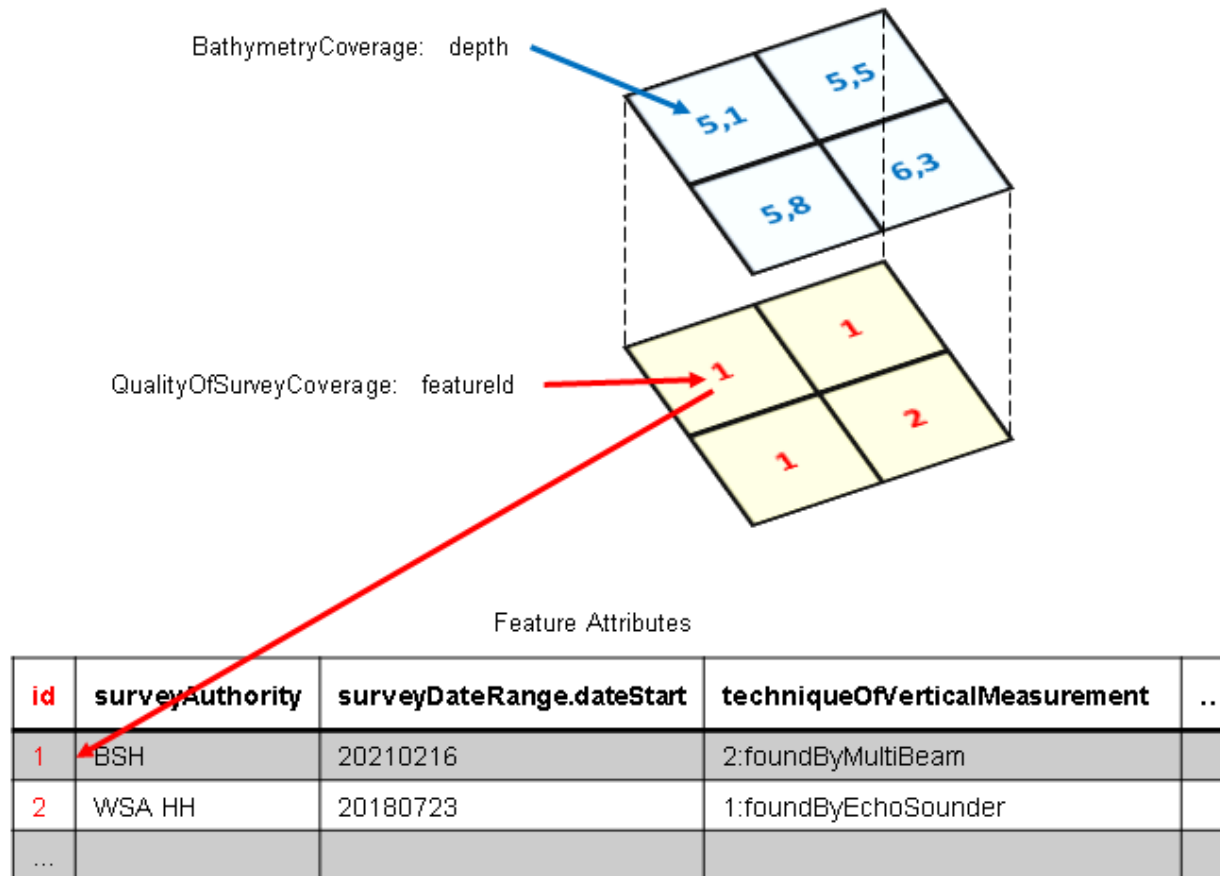 BathymetryCoverage: depth
5,1 5,5
5,8 6,3
QualityOfSurveyCoverage: featureId
1 1
1 2
Feature Attributes
id surveyAuthority surveyDateRange.dateStart techniqueOfVerticalMeasurement ..
1 BSH 20210216 2:foundByMultiBeam
2 WSA HH 20180723 1:foundByEchoSounder
...